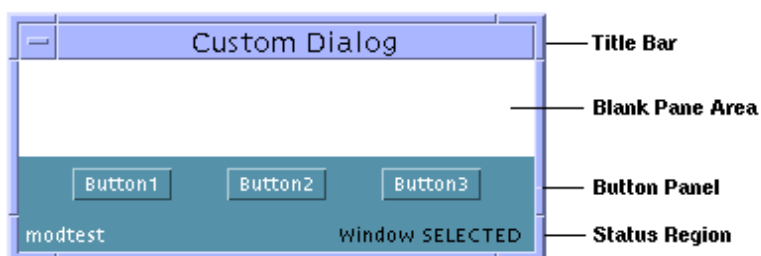 Custom Dialog
Title Bar
Blank Pane Area
Button1 Button2 Button3
Button Panel
modtest Window SELECTED
Status Region